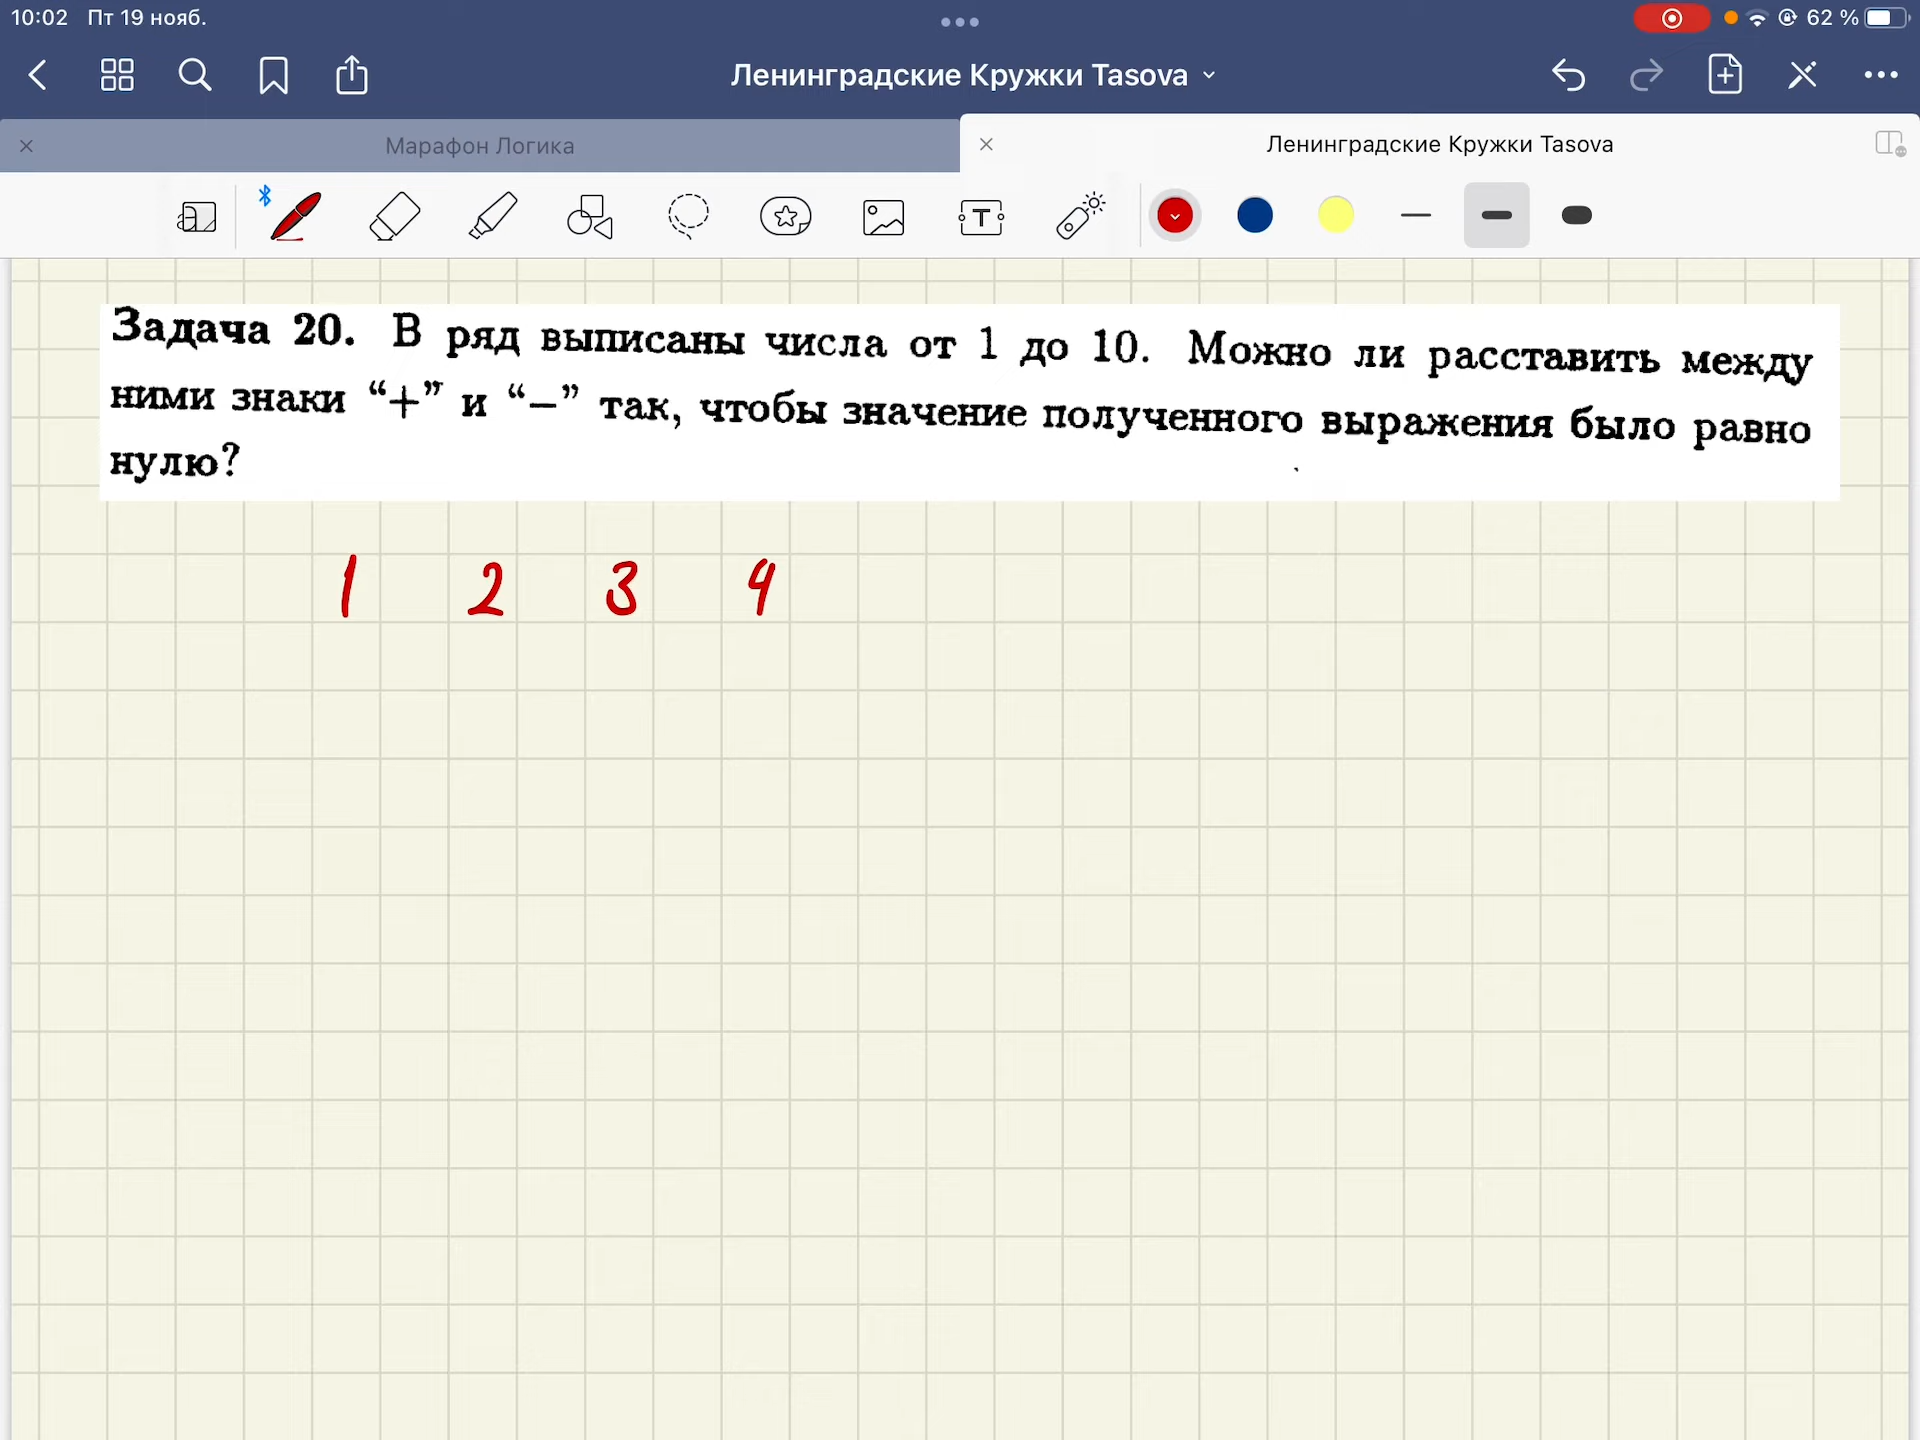 10:02 Пт 19 нояб. 62 %
Ленинградские Кружки Tasova
Марафон Логика
Ленинградские Кружки Tasova
Задача 20. В ряд выписаны числа от 1 до 10. Можно ли расставить между
ними знаки “+” и “−” так, чтобы значение полученного выражения было равно
нулю?
1 2 3 4